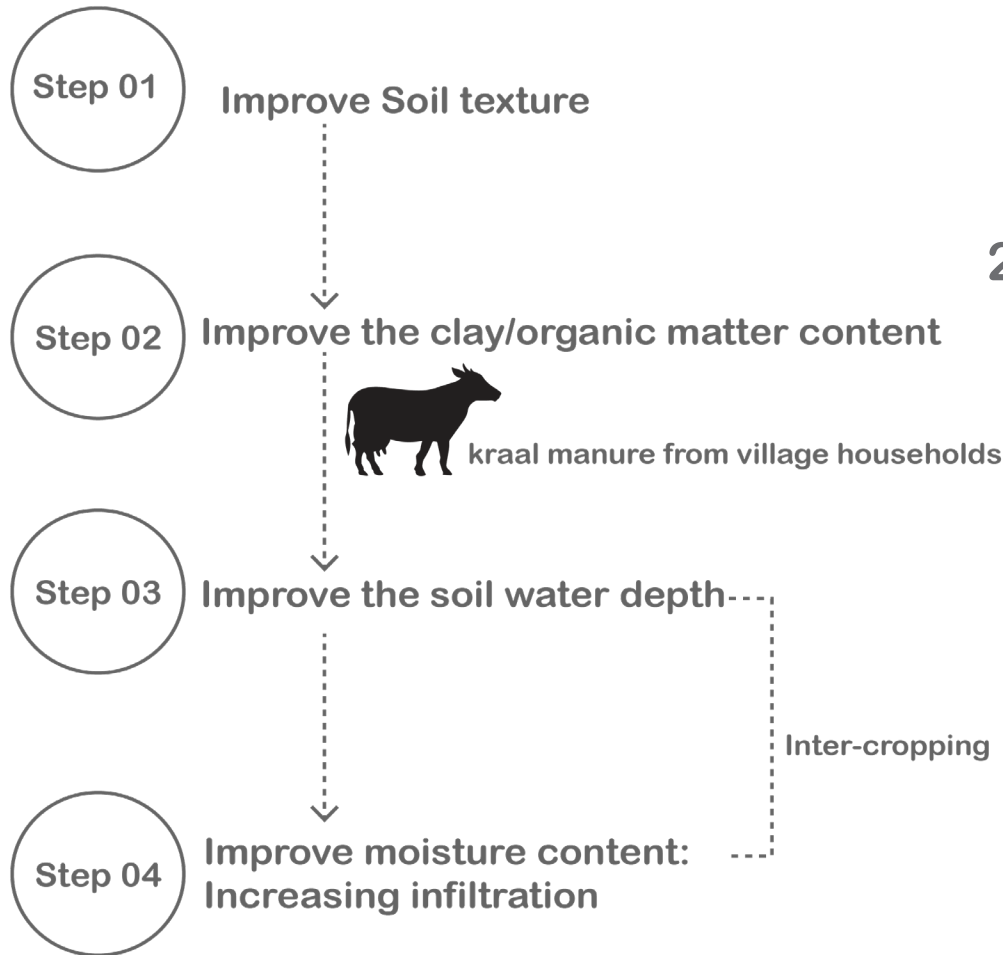 Step 01
Improve Soil texture
2
Step 02
Improve the clay/organic matter content
kraal manure from village households
Step 03
Improve the soil water depth
Inter-cropping
Step 04
Improve moisture content:
Increasing infiltration